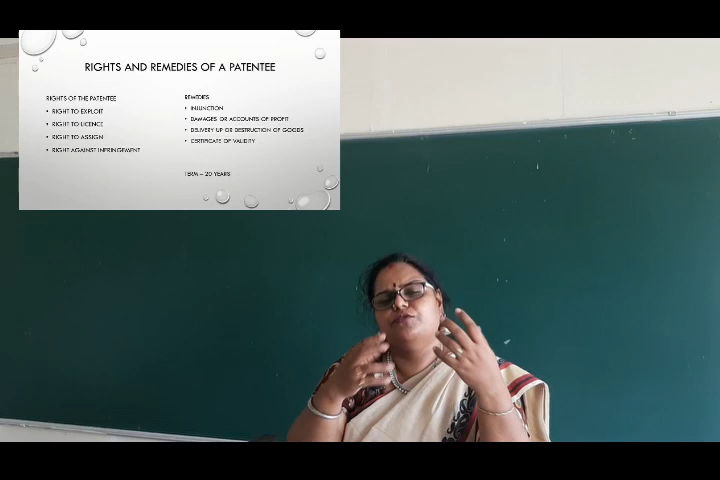 RIGHTS AND REMEDIES OF A PATENTEE
RIGHTS OF THE PATENTEE
• RIGHT TO EXPLOIT
• RIGHT TO LICENCE
• RIGHT TO ASSIGN
• RIGHT AGAINST INFRINGEMENT
REMEDIES
• INJUNCTION
• DAMAGES OR ACCOUNTS OF PROFIT
• DELIVERY UP OR DESTRUCTION OF GOODS
• CERTIFICATE OF VALIDITY
TERM – 20 YEARS